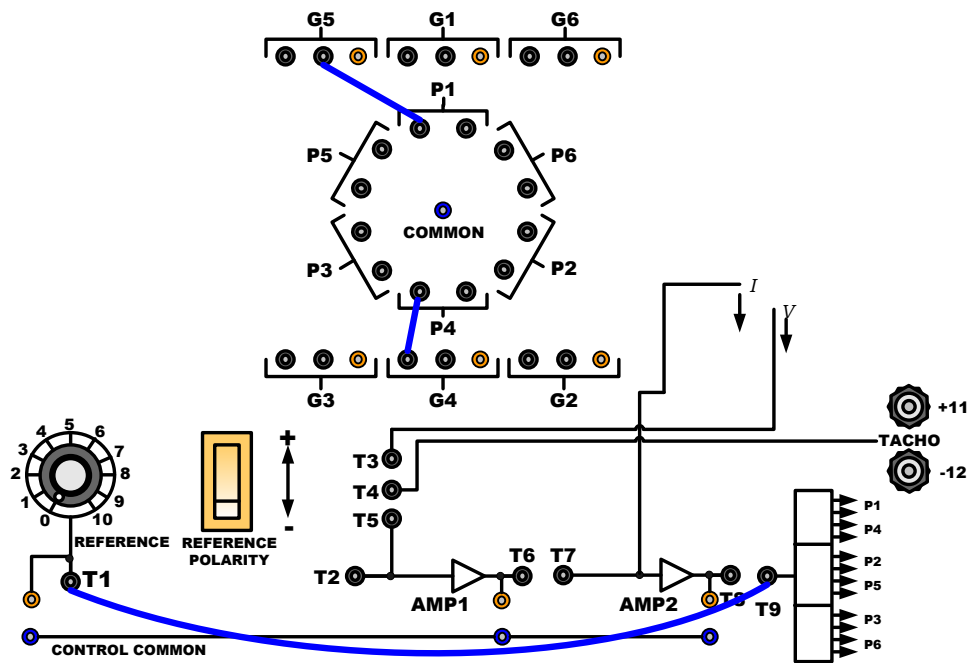 G5 G1 G6
P1
P5 P6
COMMON
P3 P2
P4
I
V
G3 G4 G2
+11
TACHO
-12
0 1 2 3 4 5 6 7 8 9 10
REFERENCE
+
-
REFERENCE
POLARITY
T3
T4
T5
T1
T2 T6 T7 T8 T9
AMP1 AMP2
CONTROL COMMON
P1
P4
P2
P5
P3
P6